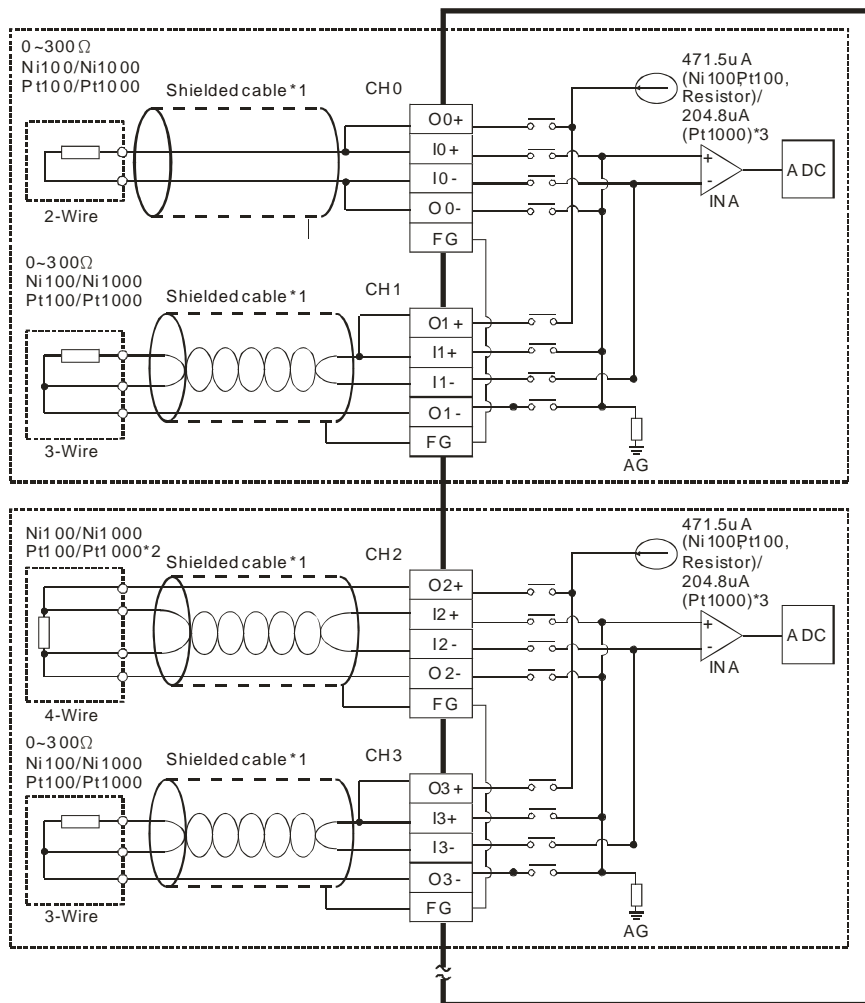 0~300Ω
Ni100/Ni1000
Pt100/Pt1000
Shielded cable *1
CH0
2-Wire
O0+
I0+
I0-
O0-
FG
471.5uA
(Ni100,Pt100,
Resistor)/
204.8uA
(Pt1000)*3
+
-
INA
ADC
0~300Ω
Ni100/Ni1000
Pt100/Pt1000
Shielded cable *1
CH1
3-Wire
O1+
I1+
I1-
O1-
FG
AG
Ni100/Ni1000
Pt100/Pt1000*2
Shielded cable *1
CH2
4-Wire
O2+
I2+
I2-
O2-
FG
471.5uA
(Ni100,Pt100,
Resistor)/
204.8uA
(Pt1000)*3
+
-
INA
ADC
0~300Ω
Ni100/Ni1000
Pt100/Pt1000
Shielded cable *1
CH3
3-Wire
O3+
I3+
I3-
O3-
FG
AG